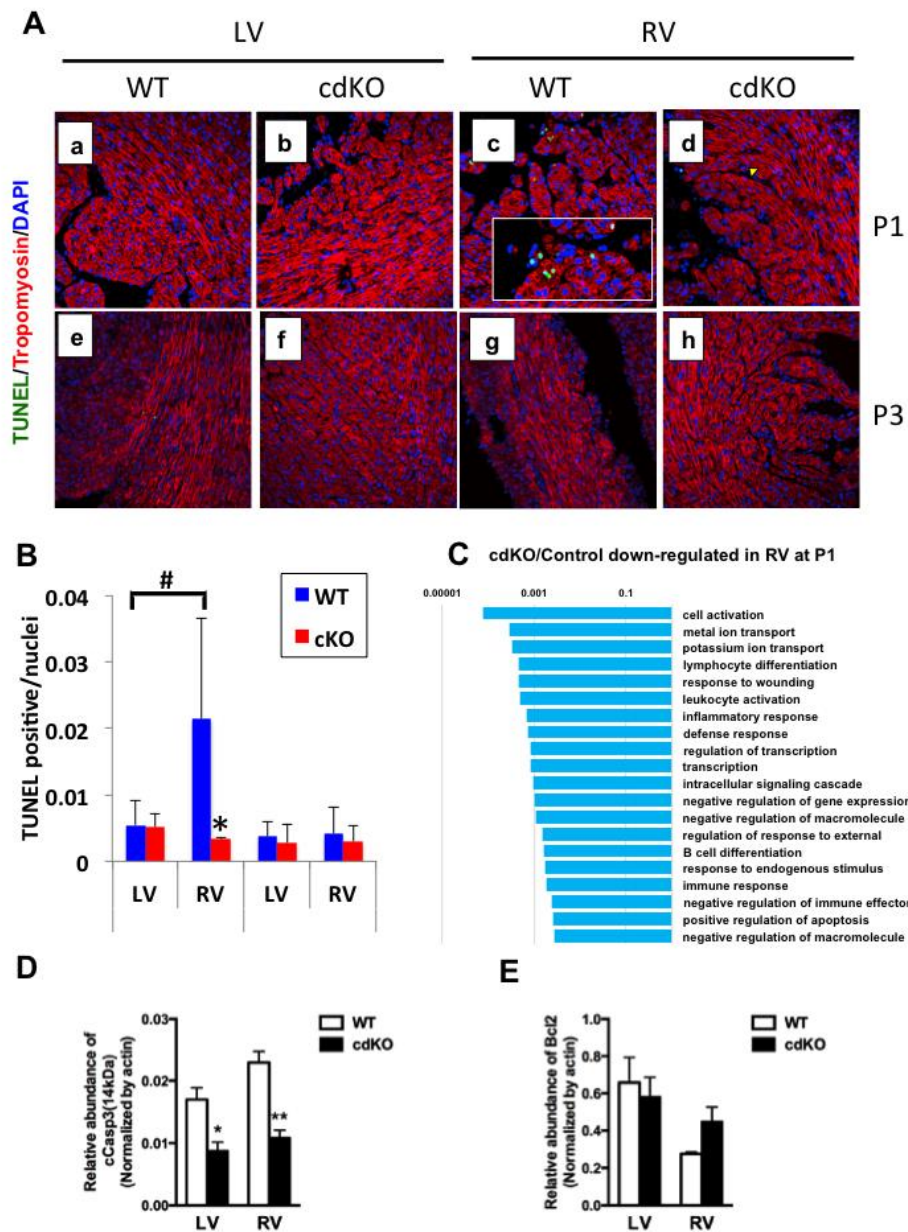 A
LV RV
WT cdKO WT cdKO
a b c d
P1
e f g h
P3
TUNEL/Tropomyosin/DAPI
B
#
WT
cKO
0.04
0.03
0.02
0.01
0
*
TUNEL positive/nuclei
LV RV LV RV
C
cdKO/Control down-regulated in RV at P1
0.00001 0.001 0.1
cell activation
metal ion transport
potassium ion transport
lymphocyte differentiation
response to wounding
leukocyte activation
inflammatory response
defense response
regulation of transcription
transcription
intracellular signaling cascade
negative regulation of gene expression
negative regulation of macromolecule
regulation of response to external
B cell differentiation
response to endogenous stimulus
immune response
negative regulation of immune effector
positive regulation of apoptosis
negative regulation of macromolecule
D
Relative abundance of
cCasp3(14kDa)
(Normalized by actin)
0.03
0.02
0.01
0.00
WT
cdKO
* **
LV RV
E
Relative abundance of Bcl2
(Normalized by actin)
1.0
0.8
0.6
0.4
0.2
0.0
WT
cdKO
LV RV